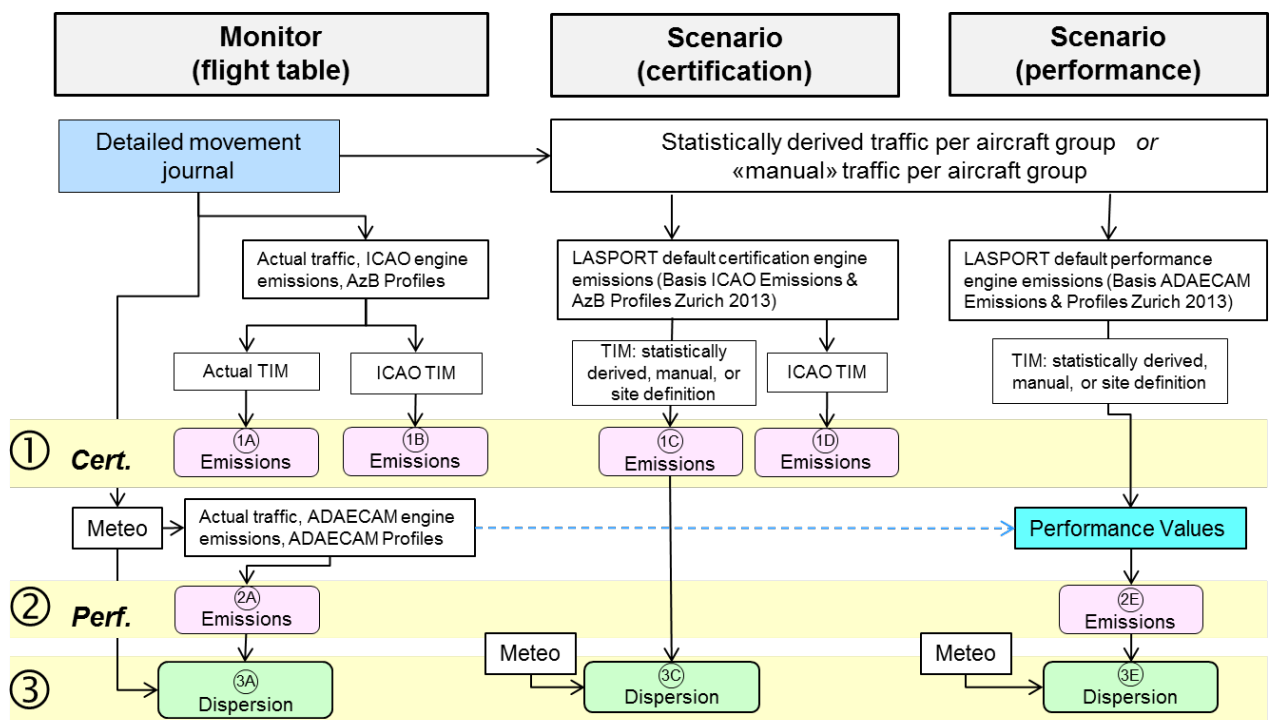 Monitor
(flight table)
Scenario
(certification)
Scenario
(performance)
Detailed movement
journal
Statistically derived traffic per aircraft group or
«manual» traffic per aircraft group
Actual traffic, ICAO engine
emissions, AzB Profiles
LASPORT default certification engine
emissions (Basis ICAO Emissions &
AzB Profiles Zurich 2013)
LASPORT default performance
engine emissions (Basis ADAECAM
Emissions & Profiles Zurich 2013)
Actual TIM
ICAO TIM
TIM: statistically
derived, manual, or
site definition
ICAO TIM
TIM: statistically derived,
manual, or site definition
① Cert.
1A
Emissions
1B
Emissions
1C
Emissions
1D
Emissions
Meteo
Actual traffic, ADAECAM engine
emissions, ADAECAM Profiles
Performance Values
② Perf.
2A
Emissions
2E
Emissions
③
3A
Dispersion
Meteo
3C
Dispersion
Meteo
3E
Dispersion